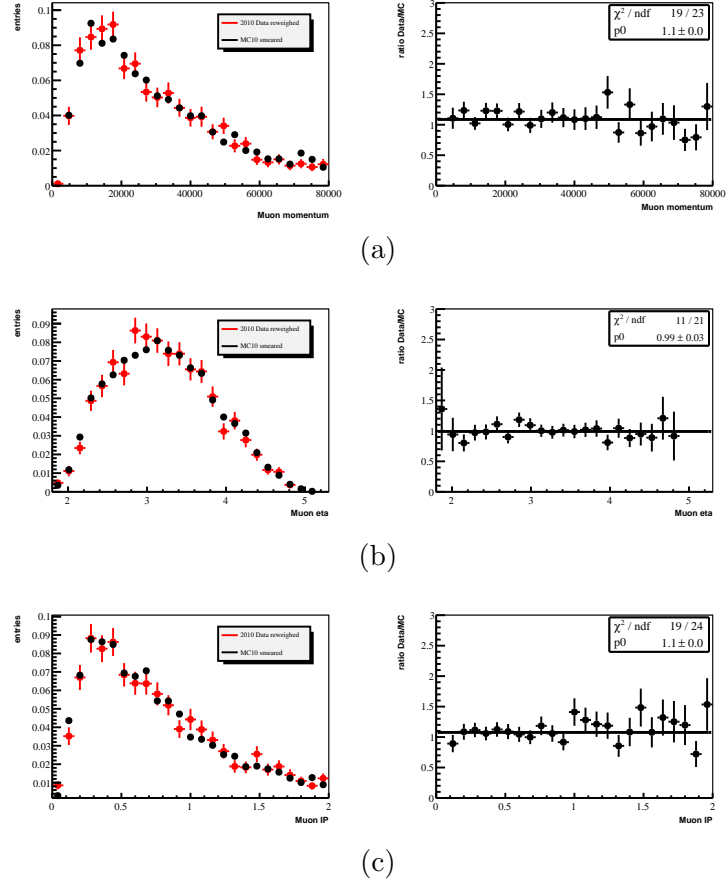 entries
0.1
0.08
0.06
0.04
0.02
0
2010 Data reweighed
MC10 smeared
0 20000 40000 60000 80000
Muon momentum
ratio Data/MC
3
2.5
2
1.5
1
0.5
0
χ² / ndf 19 / 23
p0 1.1 ± 0.0
0 20000 40000 60000 80000
Muon momentum
(a)
entries
0.09
0.08
0.07
0.06
0.05
0.04
0.03
0.02
0.01
0
2010 Data reweighed
MC10 smeared
2 3 4 5
Muon eta
ratio Data/MC
3
2.5
2
1.5
1
0.5
0
χ² / ndf 11 / 21
p0 0.99 ± 0.03
2 3 4 5
Muon eta
(b)
entries
0.1
0.09
0.08
0.07
0.06
0.05
0.04
0.03
0.02
0.01
2010 Data reweighed
MC10 smeared
0 0.5 1 1.5 2
Muon IP
ratio Data/MC
3
2.5
2
1.5
1
0.5
0
χ² / ndf 19 / 24
p0 1.1 ± 0.0
0 0.5 1 1.5 2
Muon IP
(c)